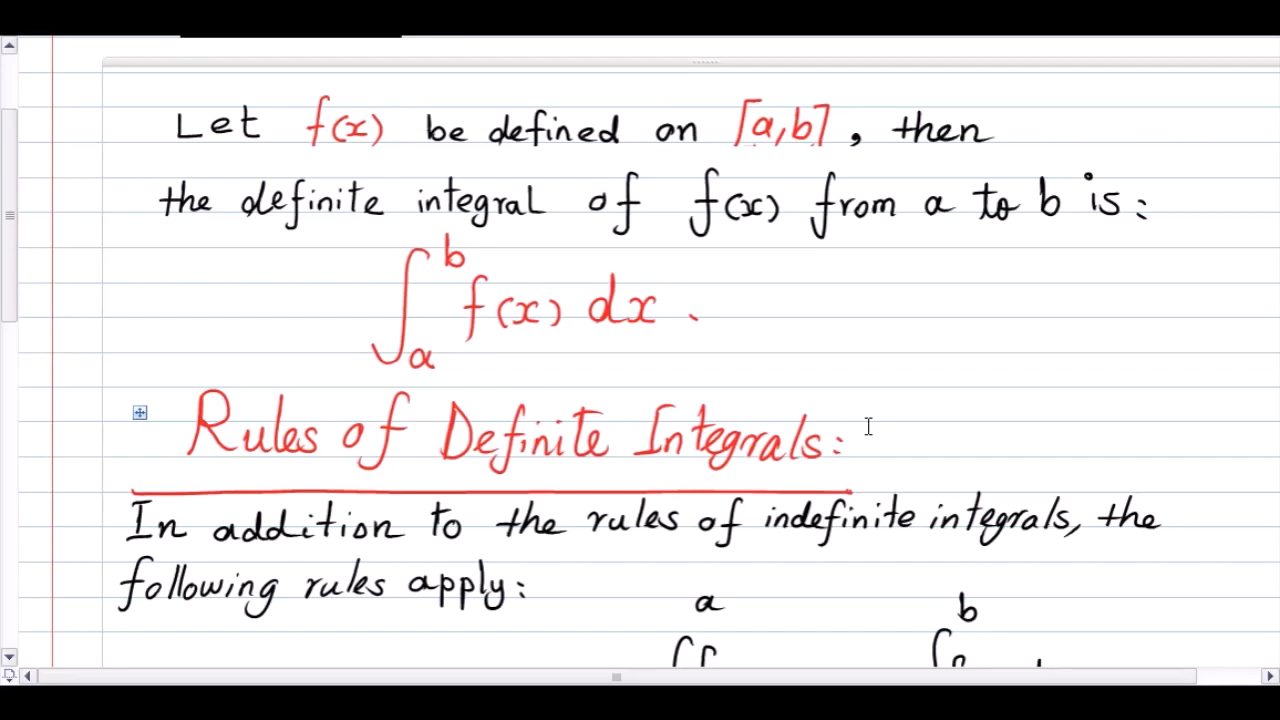 Let f(x) be defined on [a,b], then
the definite integral of f(x) from a to b is:
∫_a^b f(x) dx.
Rules of Definite Integrals:
In addition to the rules of indefinite integrals, the
following rules apply:
a b